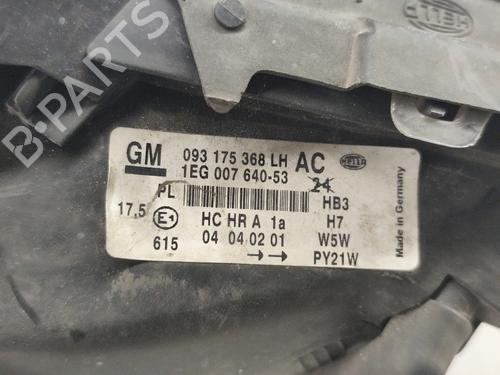 HELLA
B-PARTS
GM 093 175 368 LH AC HELLA
1EG 007 640-53 24
PL HB3
17,5 E1 HC HR A 1a H7
615 04 04 02 01 W5W
→→ PY21W
Made in Germany